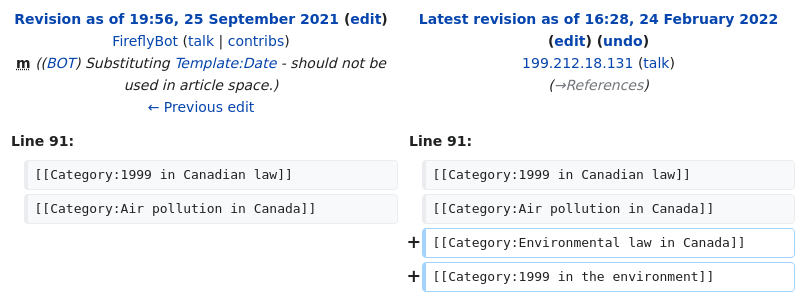 Revision as of 19:56, 25 September 2021 (edit)
FireflyBot (talk | contribs)
m ((BOT) Substituting Template:Date - should not be
used in article space.)
← Previous edit
Latest revision as of 16:28, 24 February 2022
(edit) (undo)
199.212.18.131 (talk)
(→References)
Line 91:
[[Category:1999 in Canadian law]]
[[Category:Air pollution in Canada]]
Line 91:
[[Category:1999 in Canadian law]]
[[Category:Air pollution in Canada]]
+ [[Category:Environmental law in Canada]]
+ [[Category:1999 in the environment]]